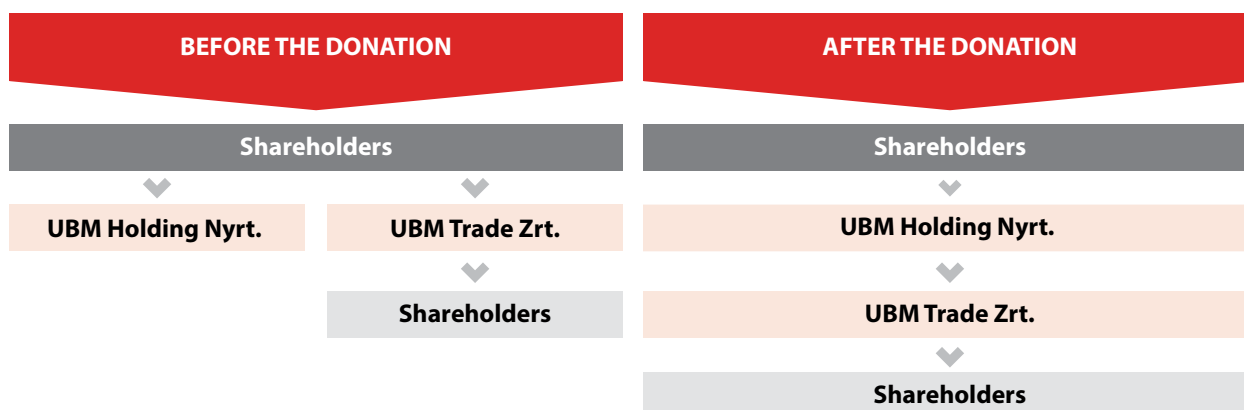 BEFORE THE DONATION
Shareholders
UBM Holding Nyrt.
UBM Trade Zrt.
Shareholders
AFTER THE DONATION
Shareholders
UBM Holding Nyrt.
UBM Trade Zrt.
Shareholders